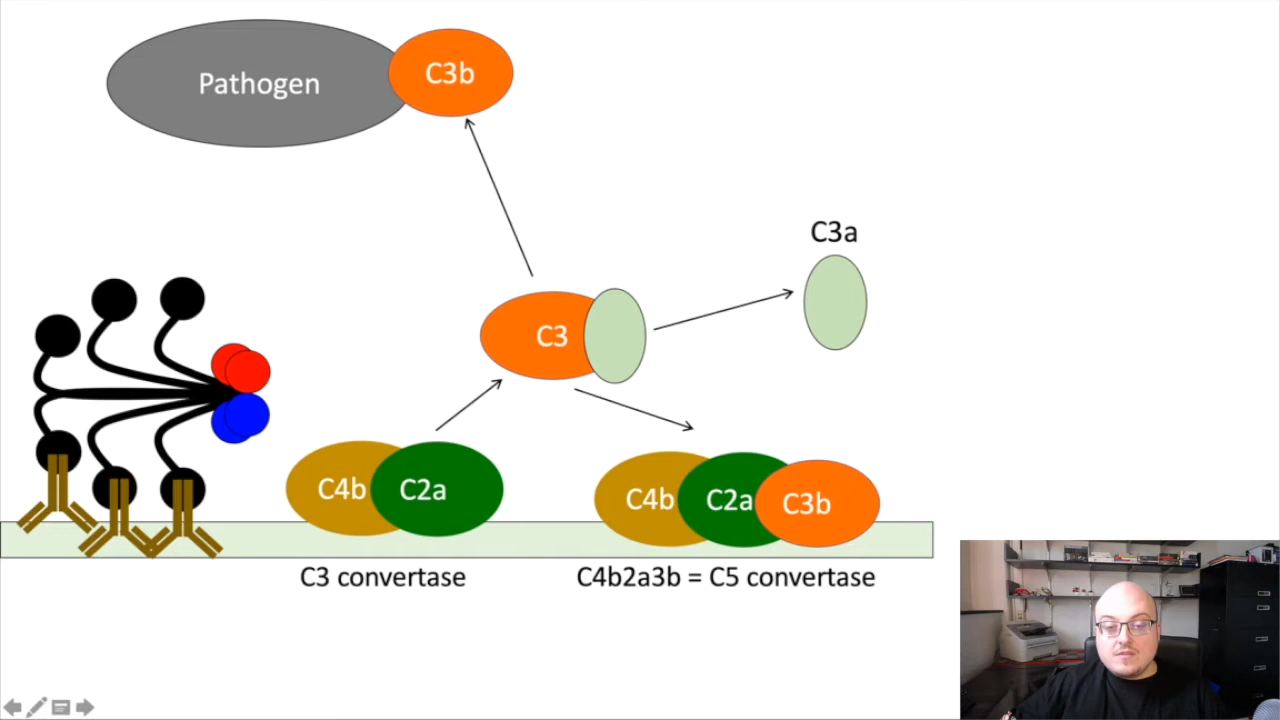 Pathogen
C3b
C3a
C3
C4b
C2a
C4b
C2a
C3b
C3 convertase
C4b2a3b = C5 convertase